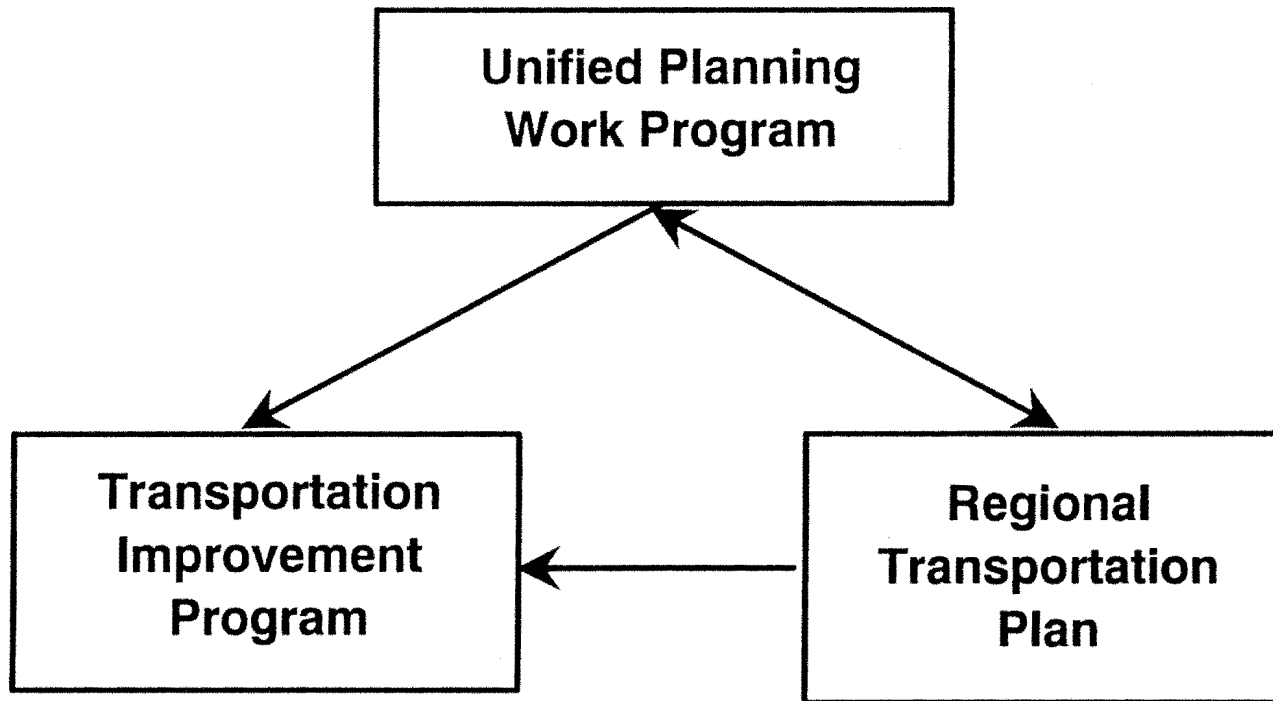 Unified Planning
Work Program
Transportation
Improvement
Program
Regional
Transportation
Plan